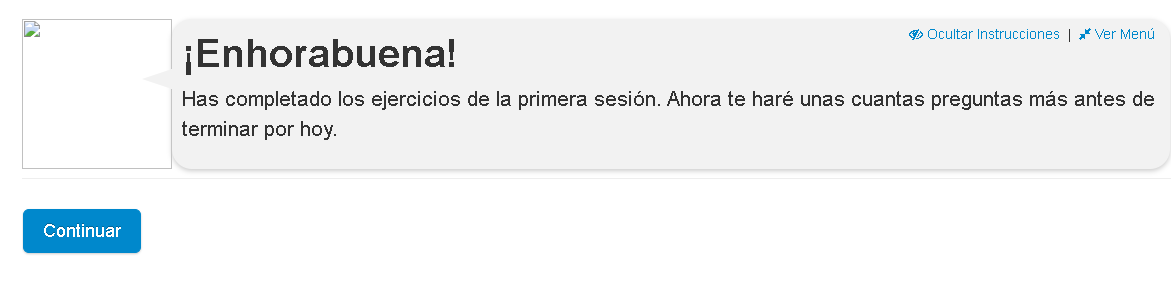 Ocultar Instrucciones | Ver Menú
¡Enhorabuena!
Has completado los ejercicios de la primera sesión. Ahora te haré unas cuantas preguntas más antes de
terminar por hoy.
Continuar